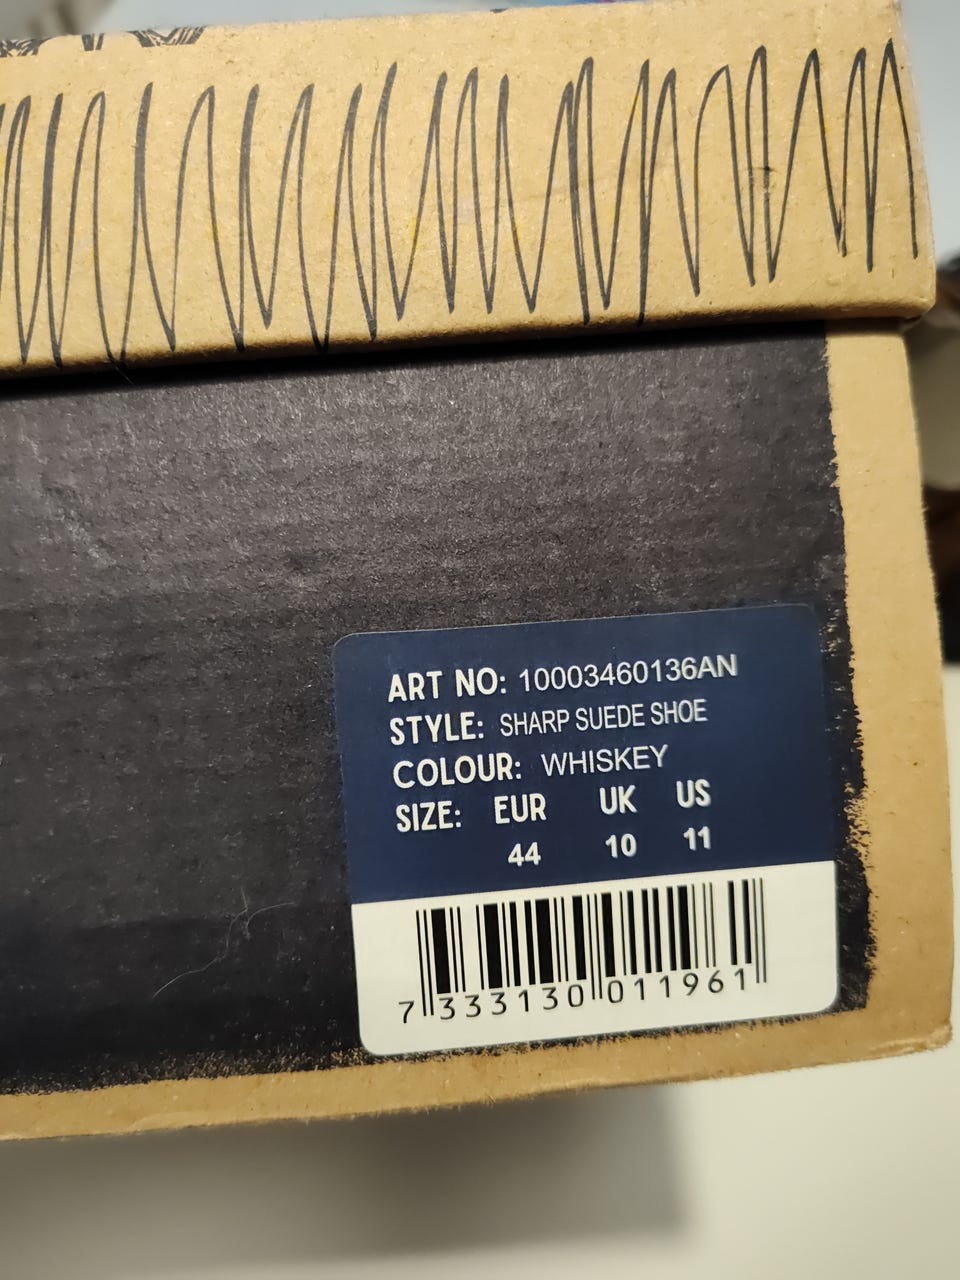 ART NO: 10003460136AN
STYLE: SHARP SUEDE SHOE
COLOUR: WHISKEY
SIZE: EUR UK US
44 10 11
7 333130 011961